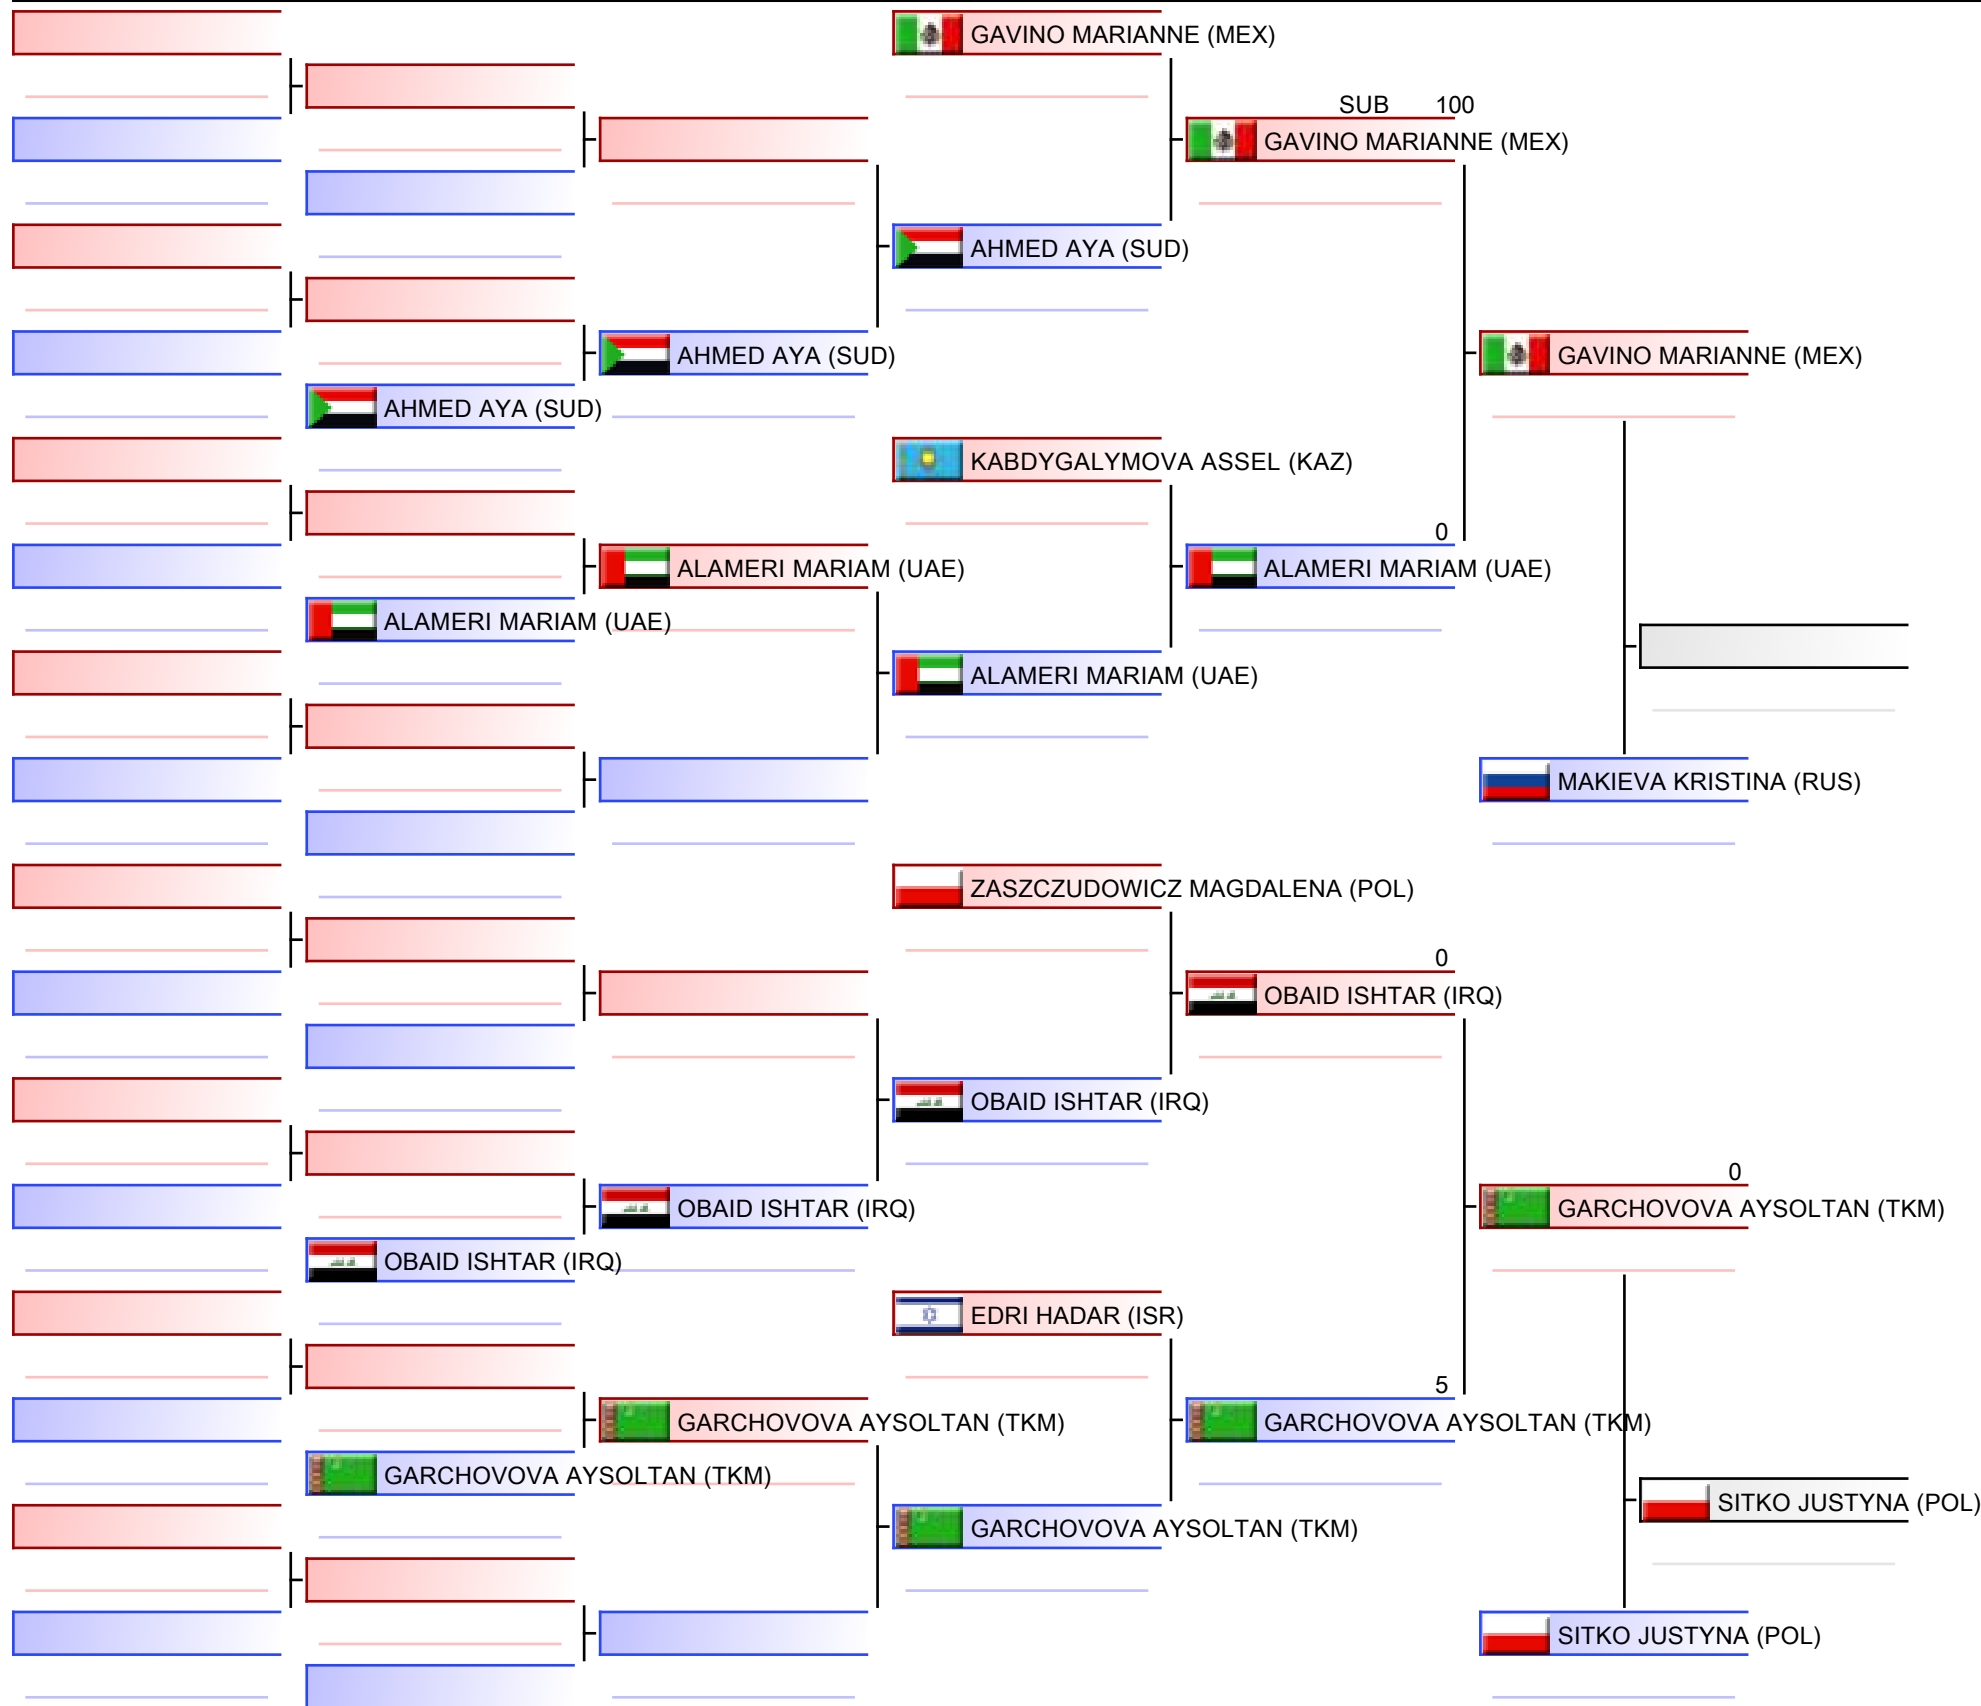 GAVINO MARIANNE (MEX)
SUB 100
GAVINO MARIANNE (MEX)
AHMED AYA (SUD)
AHMED AYA (SUD)
GAVINO MARIANNE (MEX)
AHMED AYA (SUD)
KABDYGALYMOVA ASSEL (KAZ)
0
ALAMERI MARIAM (UAE)
ALAMERI MARIAM (UAE)
ALAMERI MARIAM (UAE)
ALAMERI MARIAM (UAE)
MAKIEVA KRISTINA (RUS)
ZASZCZUDOWICZ MAGDALENA (POL)
0
OBAID ISHTAR (IRQ)
OBAID ISHTAR (IRQ)
0
OBAID ISHTAR (IRQ)
GARCHOVOVA AYSOLTAN (TKM)
OBAID ISHTAR (IRQ)
EDRI HADAR (ISR)
5
GARCHOVOVA AYSOLTAN (TKM)
GARCHOVOVA AYSOLTAN (TKM)
GARCHOVOVA AYSOLTAN (TKM)
SITKO JUSTYNA (POL)
GARCHOVOVA AYSOLTAN (TKM)
SITKO JUSTYNA (POL)